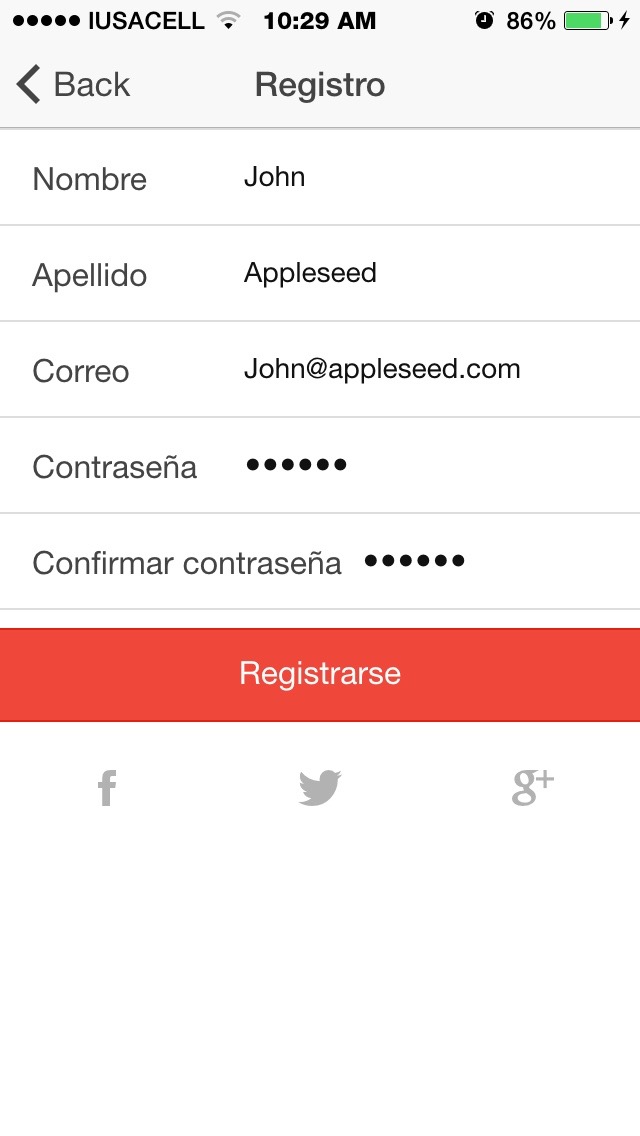 IUSACELL 10:29 AM 86%
Back Registro
Nombre John
Apellido Appleseed
Correo John@appleseed.com
Contraseña ••••••
Confirmar contraseña ••••••
Registrarse
f g+